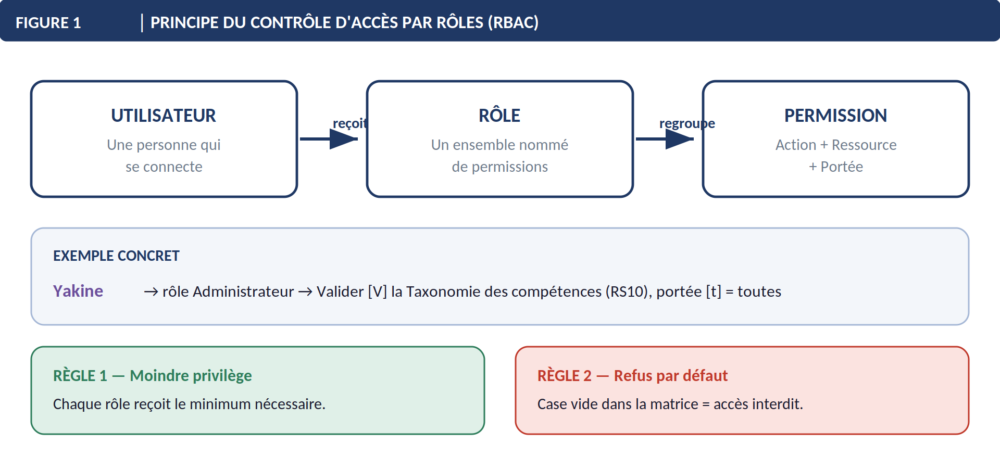 FIGURE 1 | PRINCIPE DU CONTRÔLE D'ACCÈS PAR RÔLES (RBAC)
UTILISATEUR
Une personne qui
se connecte
reçoit
RÔLE
Un ensemble nommé
de permissions
regroupe
PERMISSION
Action + Ressource
+ Portée
EXEMPLE CONCRET
Yakine → rôle Administrateur → Valider [V] la Taxonomie des compétences (RS10), portée [t] = toutes
RÈGLE 1 — Moindre privilège
Chaque rôle reçoit le minimum nécessaire.
RÈGLE 2 — Refus par défaut
Case vide dans la matrice = accès interdit.